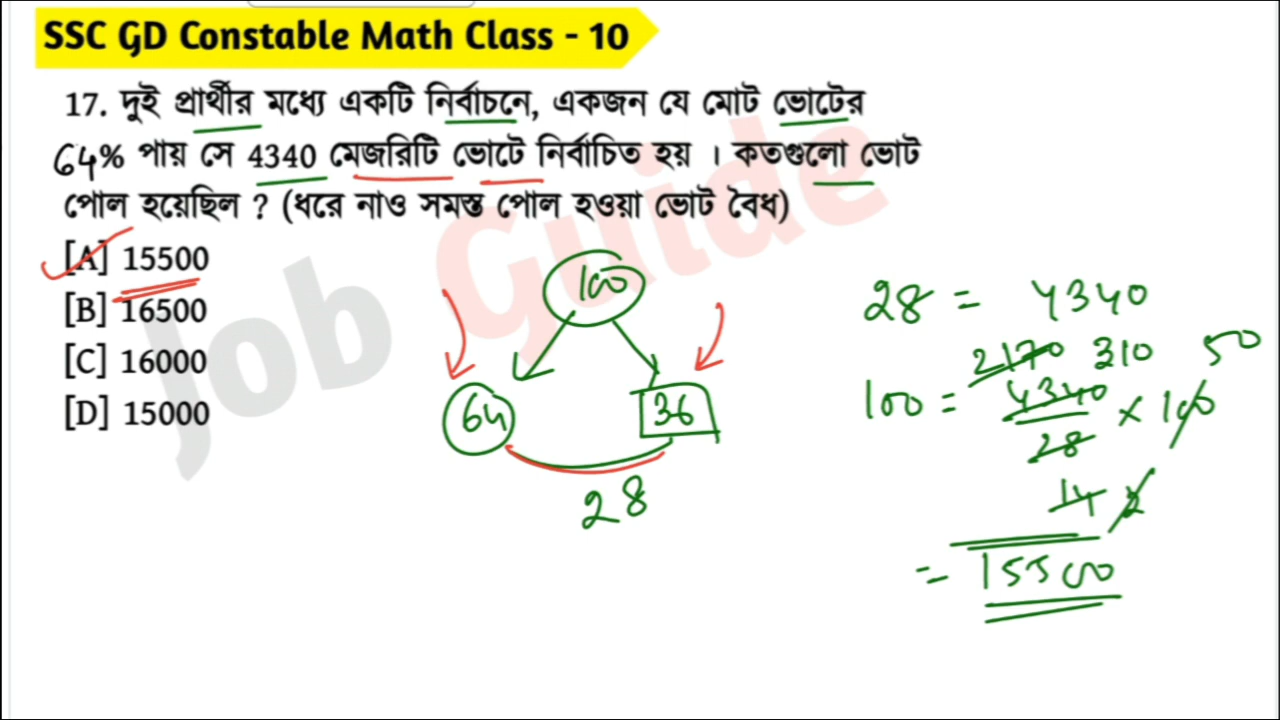 SSC GD Constable Math Class - 10
17. দুই প্রার্থীর মধ্যে একটি নির্বাচনে, একজন যে মোট ভোটের
64% পায় সে 4340 মেজরিটি ভোটে নির্বাচিত হয় । কতগুলো ভোট
পোল হয়েছিল ? (ধরে নাও সমস্ত পোল হওয়া ভোট বৈধ)
[A] 15500
[B] 16500
[C] 16000
[D] 15000
Job Guide
100
64 36
28
28 = 4340
2170 310 50
100 = 4340 × 100
28
14 2
= 15500